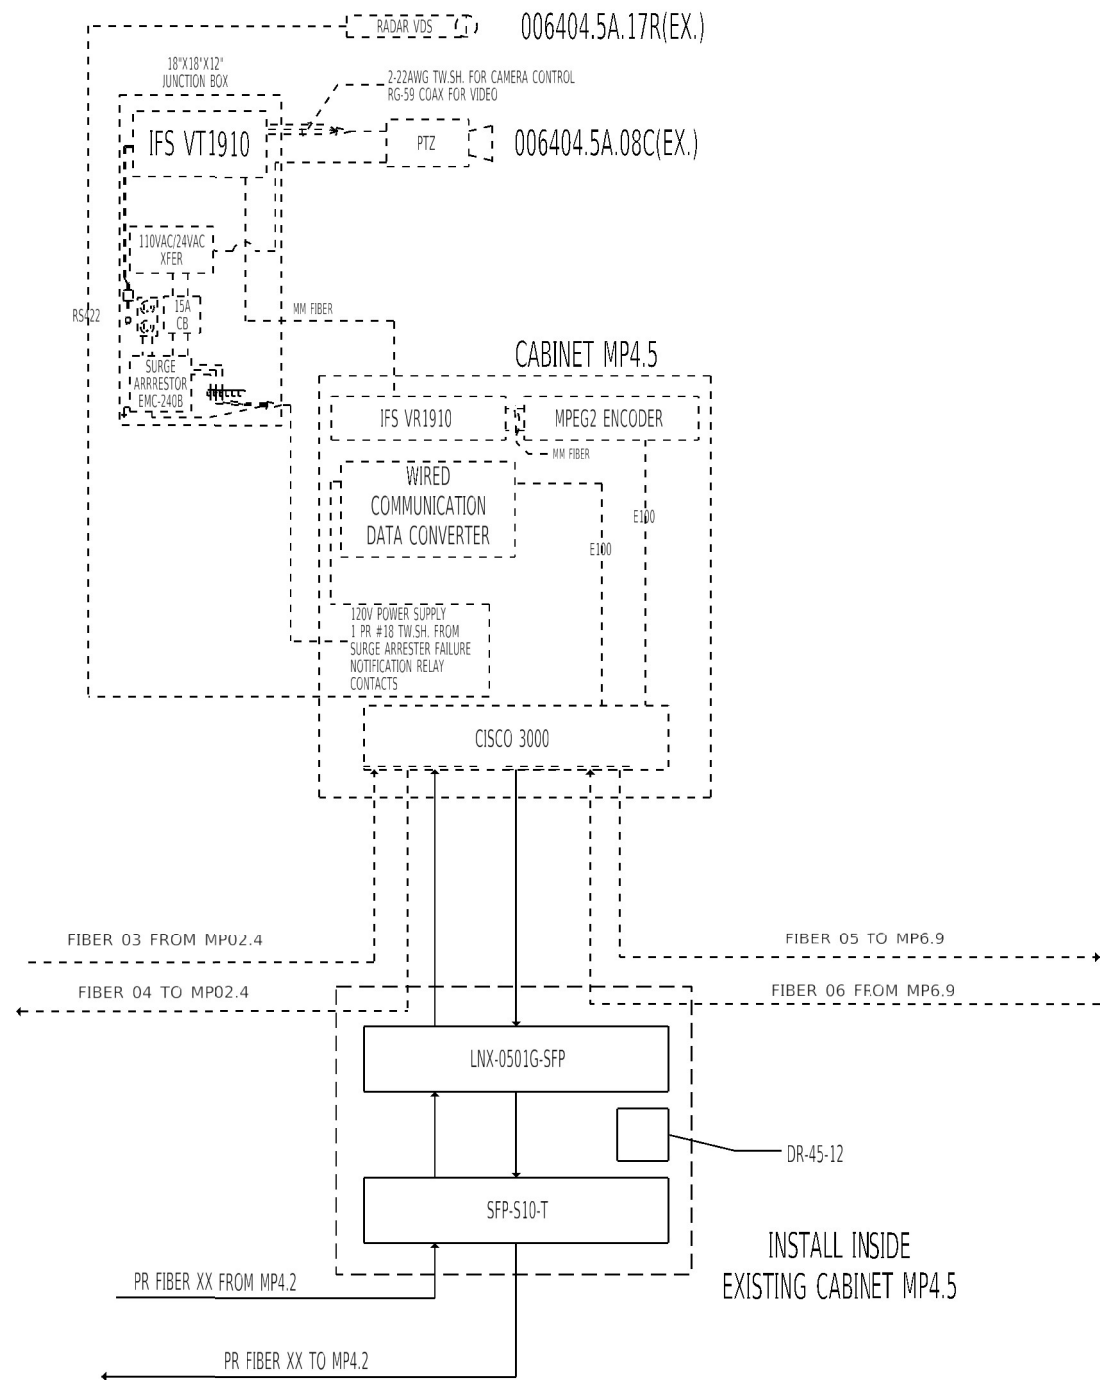 RADAR VDS
006404.5A.17R(EX.)
18"X18"X12"
JUNCTION BOX
2-22AWG TW.SH. FOR CAMERA CONTROL
RG-59 COAX FOR VIDEO
IFS VT1910
PTZ
006404.5A.08C(EX.)
110VAC/24VAC
XFER
RS422
15A
CB
MM FIBER
SURGE
ARRRESTOR
EMC-240B
CABINET MP4.5
IFS VR1910
MPEG2 ENCODER
MM FIBER
WIRED
COMMUNICATION
DATA CONVERTER
E100
E100
120V POWER SUPPLY
1 PR #18 TW.SH. FROM
SURGE ARRESTER FAILURE
NOTIFICATION RELAY
CONTACTS
CISCO 3000
FIBER 03 FROM MP02.4
FIBER 05 TO MP6.9
FIBER 04 TO MP02.4
FIBER 06 FROM MP6.9
LNX-0501G-SFP
DR-45-12
SFP-S10-T
INSTALL INSIDE
EXISTING CABINET MP4.5
PR FIBER XX FROM MP4.2
PR FIBER XX TO MP4.2